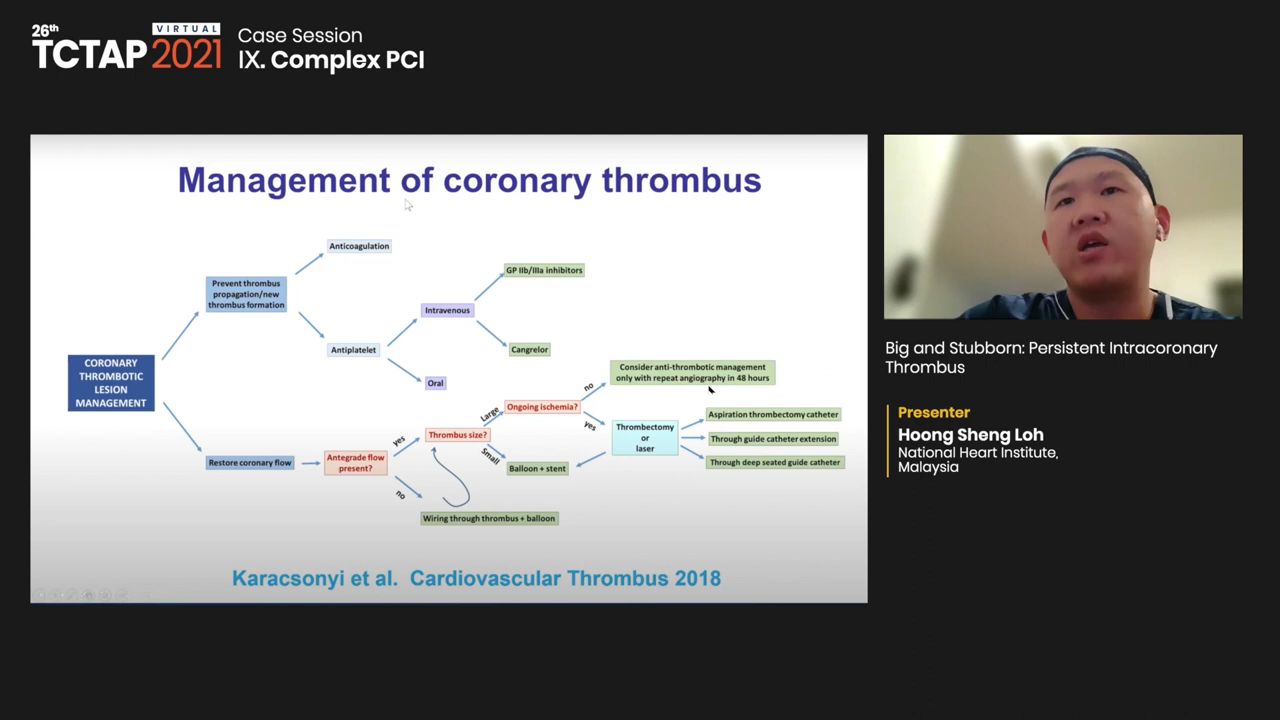 26th
VIRTUAL
TCTAP 2021
Case Session
IX. Complex PCI
Management of coronary thrombus
Anticoagulation
GP IIb/IIIa inhibitors
Prevent thrombus
propagation/new
thrombus formation
Intravenous
Antiplatelet
Cangrelor
Oral
CORONARY
THROMBOTIC
LESION
MANAGEMENT
Consider anti-thrombotic management
only with repeat angiography in 48 hours
no
Large
Ongoing ischemia?
yes
Thrombus size?
yes
Small
Thrombectomy
or
laser
Aspiration thrombectomy catheter
Through guide catheter extension
Through deep seated guide catheter
Restore coronary flow
Antegrade flow
present?
Balloon + stent
no
Wiring through thrombus + balloon
Karacsonyi et al. Cardiovascular Thrombus 2018
Big and Stubborn: Persistent Intracoronary
Thrombus
Presenter
Hoong Sheng Loh
National Heart Institute,
Malaysia